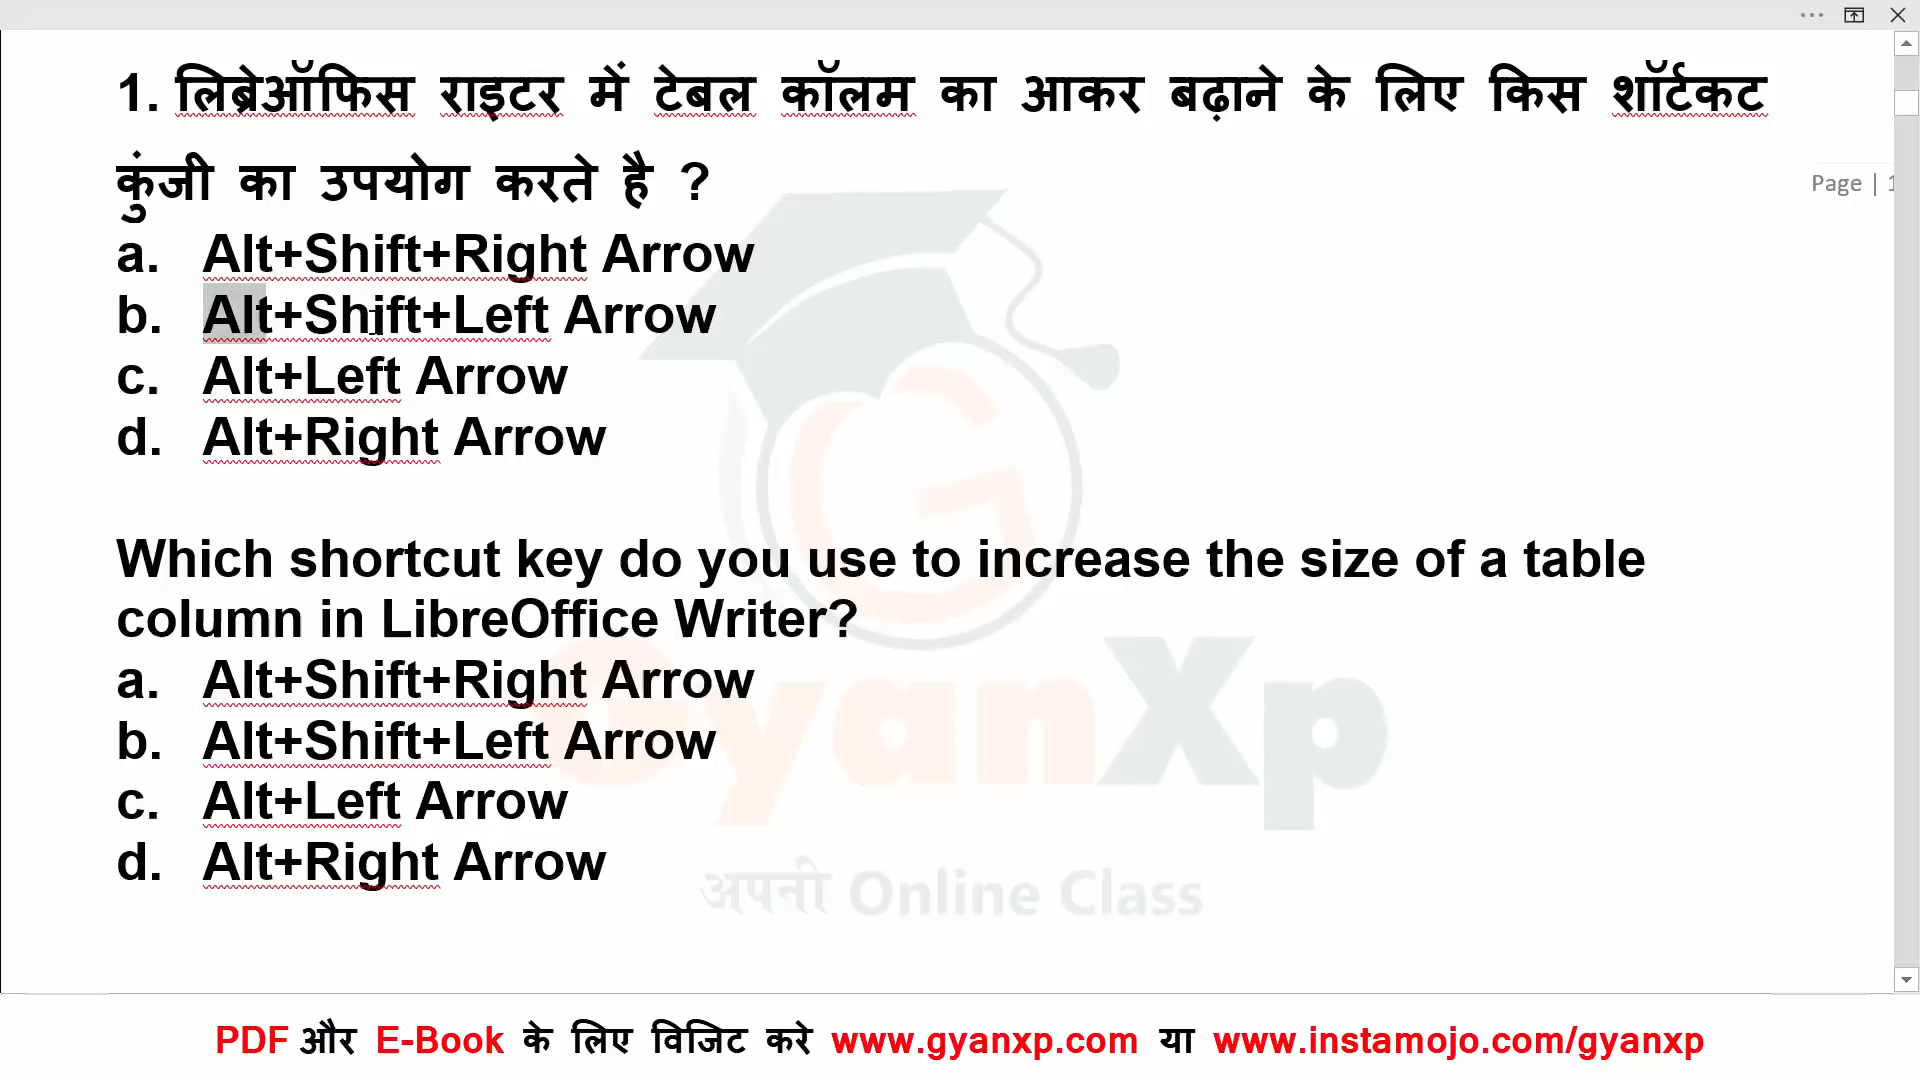 1. लिब्रेऑफिस राइटर में टेबल कॉलम का आकर बढ़ाने के लिए किस शॉर्टकट
कुंजी का उपयोग करते है ?
Page | 1
a. Alt+Shift+Right Arrow
b. Alt+Shift+Left Arrow
c. Alt+Left Arrow
d. Alt+Right Arrow
Which shortcut key do you use to increase the size of a table
column in LibreOffice Writer?
a. Alt+Shift+Right Arrow
b. Alt+Shift+Left Arrow
c. Alt+Left Arrow
d. Alt+Right Arrow
GyanXp
अपनी Online Class
PDF और E-Book के लिए विजिट करे www.gyanxp.com या www.instamojo.com/gyanxp